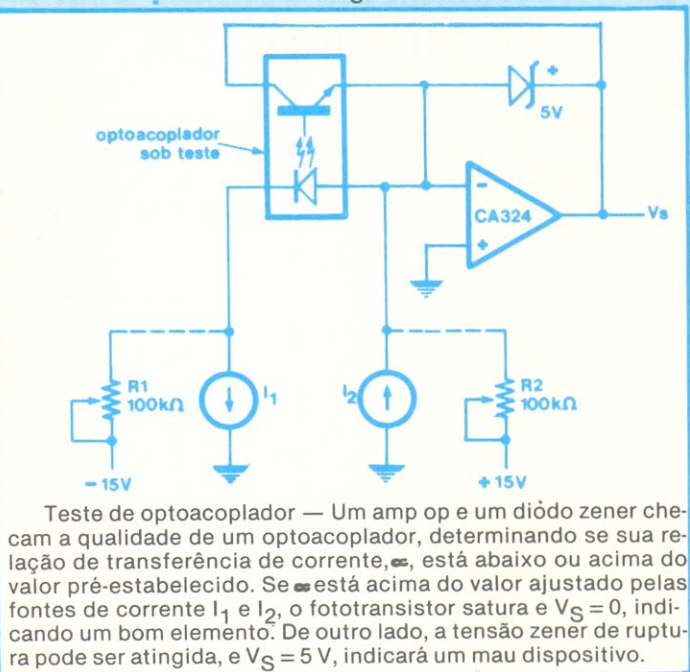 optoacoplador
sob teste
+
5V
-
CA324
+
Vs
R1
100kΩ
I₁
I₂
R2
100kΩ
- 15V
+ 15V
Teste de optoacoplador — Um amp op e um diòdo zener che-
cam a qualidade de um optoacoplador, determinando se sua re-
lação de transferência de corrente, ∝, está abaixo ou acima do
valor pré-estabelecido. Se ∝ está acima do valor ajustado pelas
fontes de corrente I₁ e I₂, o fototransistor satura e V_S = 0, indi-
cando um bom elemento. De outro lado, a tensão zener de ruptu-
ra pode ser atingida, e V_S = 5 V, indicará um mau dispositivo.